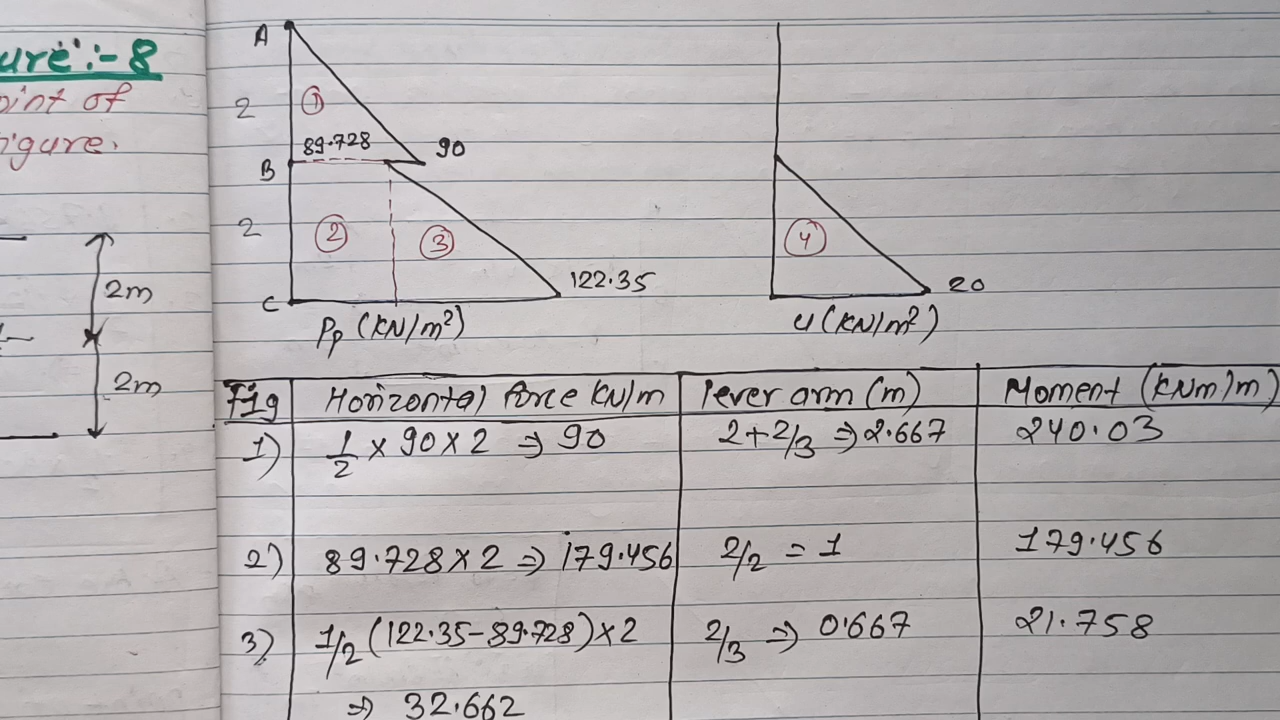 ure :- 8
oint of
igure.
2m
2m
A
2
①
89.728
90
B
2
②
③
122.35
C
Pp (KN/m²)
④
20
u (KN/m²)
Fig Horizontal force KN/m lever arm (m) Moment (KNm/m)
1) 1/2 × 90 × 2 ⇒ 90 2+2/3 ⇒ 2.667 240.03
2) 89.728 × 2 ⇒ 179.456 2/2 = 1 179.456
3) 1/2 (122.35-89.728) × 2 2/3 ⇒ 0.667 21.758
⇒ 32.662